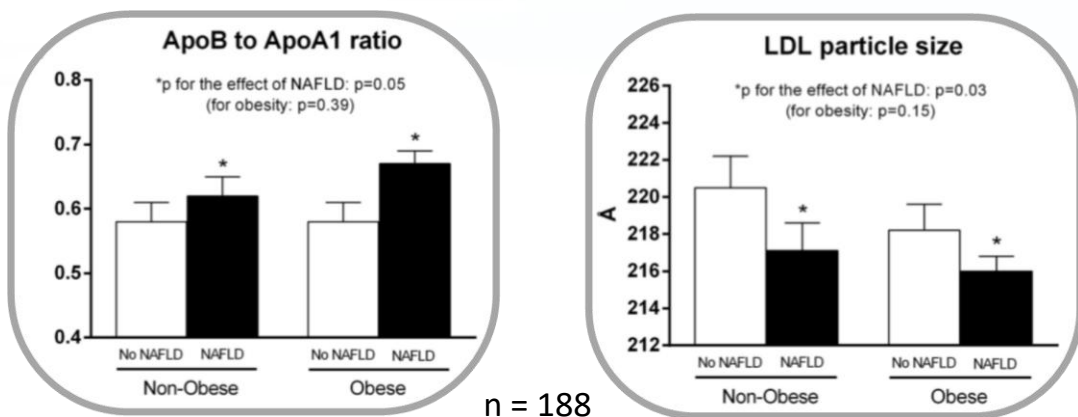 ApoB to ApoA1 ratio
*p for the effect of NAFLD: p=0.05
(for obesity: p=0.39)
0.8
0.7
0.6
0.5
0.4
*
*
No NAFLD NAFLD No NAFLD NAFLD
Non-Obese Obese
LDL particle size
*p for the effect of NAFLD: p=0.03
(for obesity: p=0.15)
Å
226
224
222
220
218
216
214
212
*
*
No NAFLD NAFLD No NAFLD NAFLD
Non-Obese Obese
n = 188